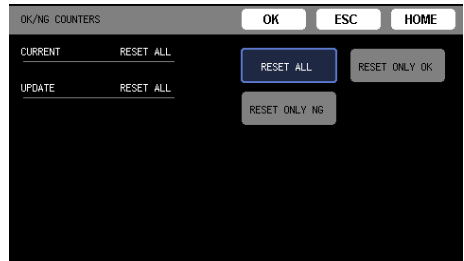 OK/NG COUNTERS
OK
ESC
HOME
CURRENT RESET ALL
UPDATE RESET ALL
RESET ALL
RESET ONLY OK
RESET ONLY NG